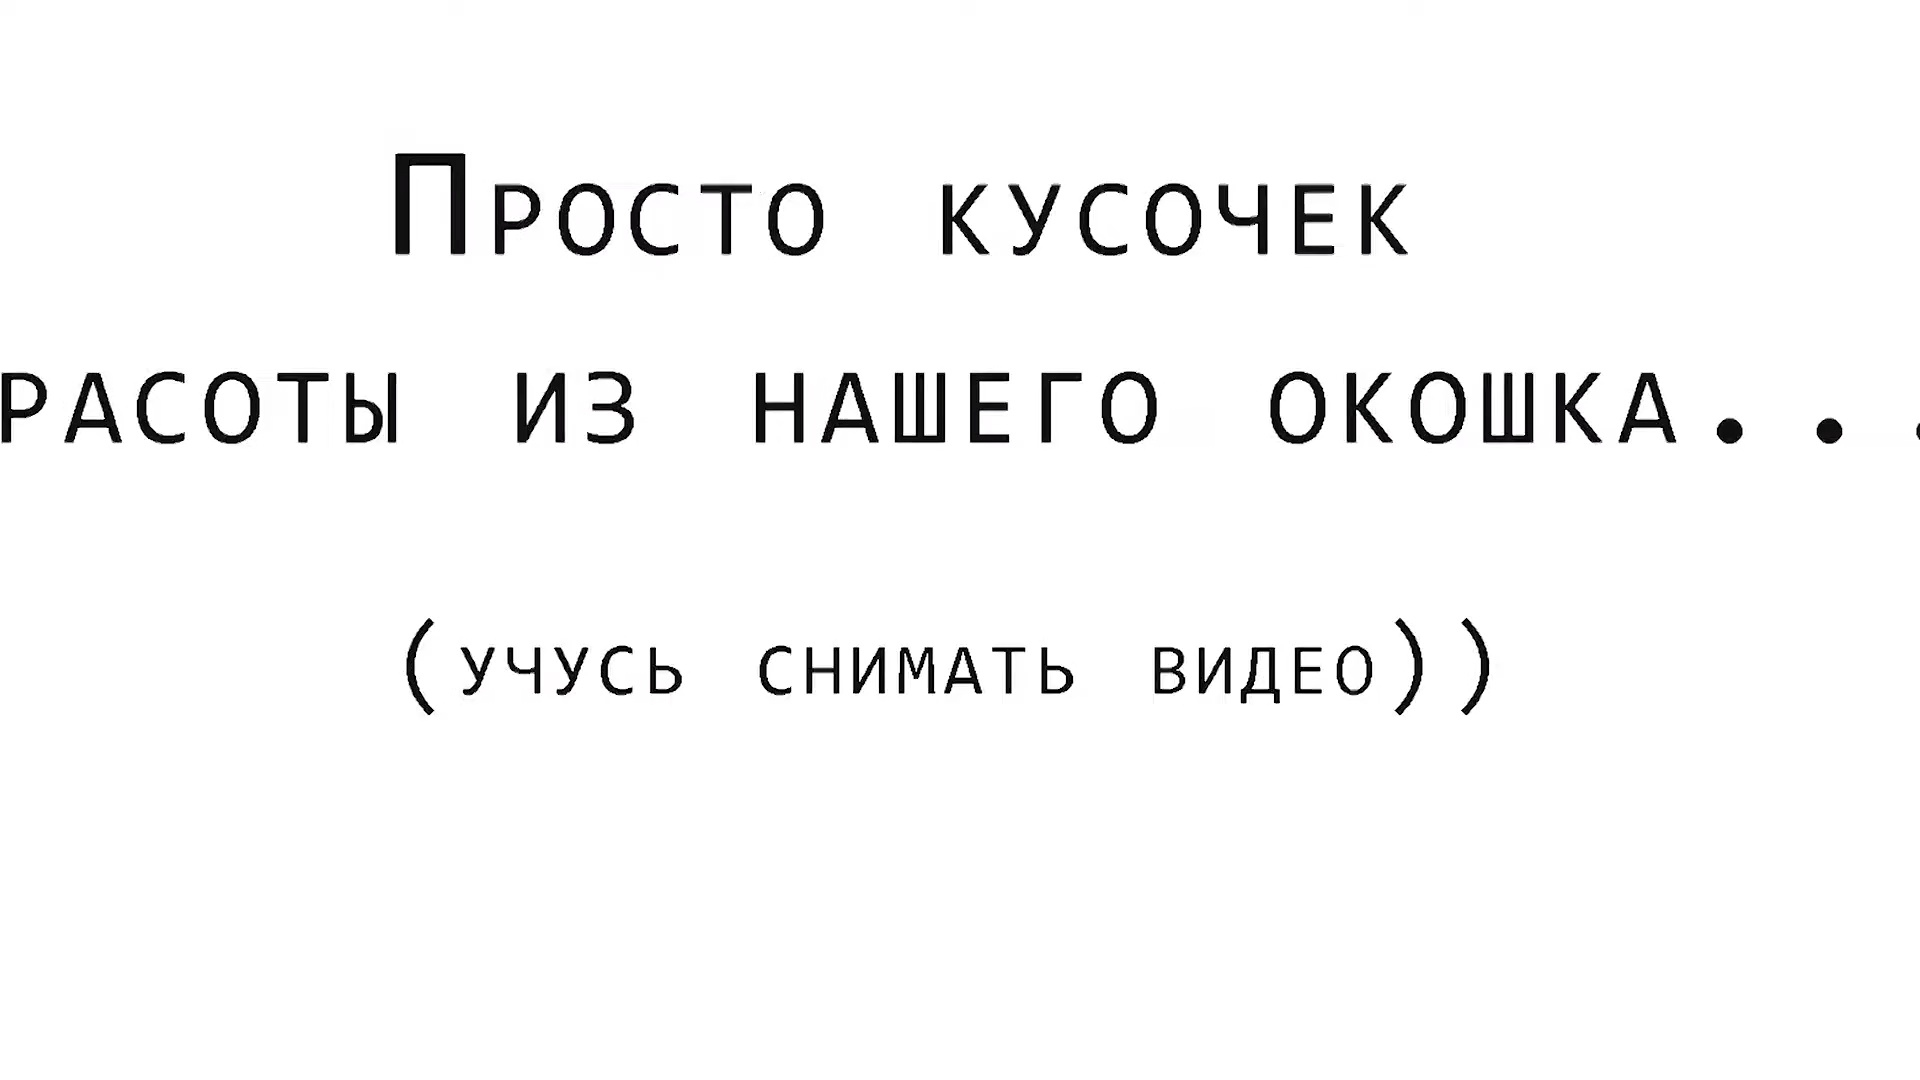 Просто кусочек
расоты из нашего окошка...
(учусь снимать видео))